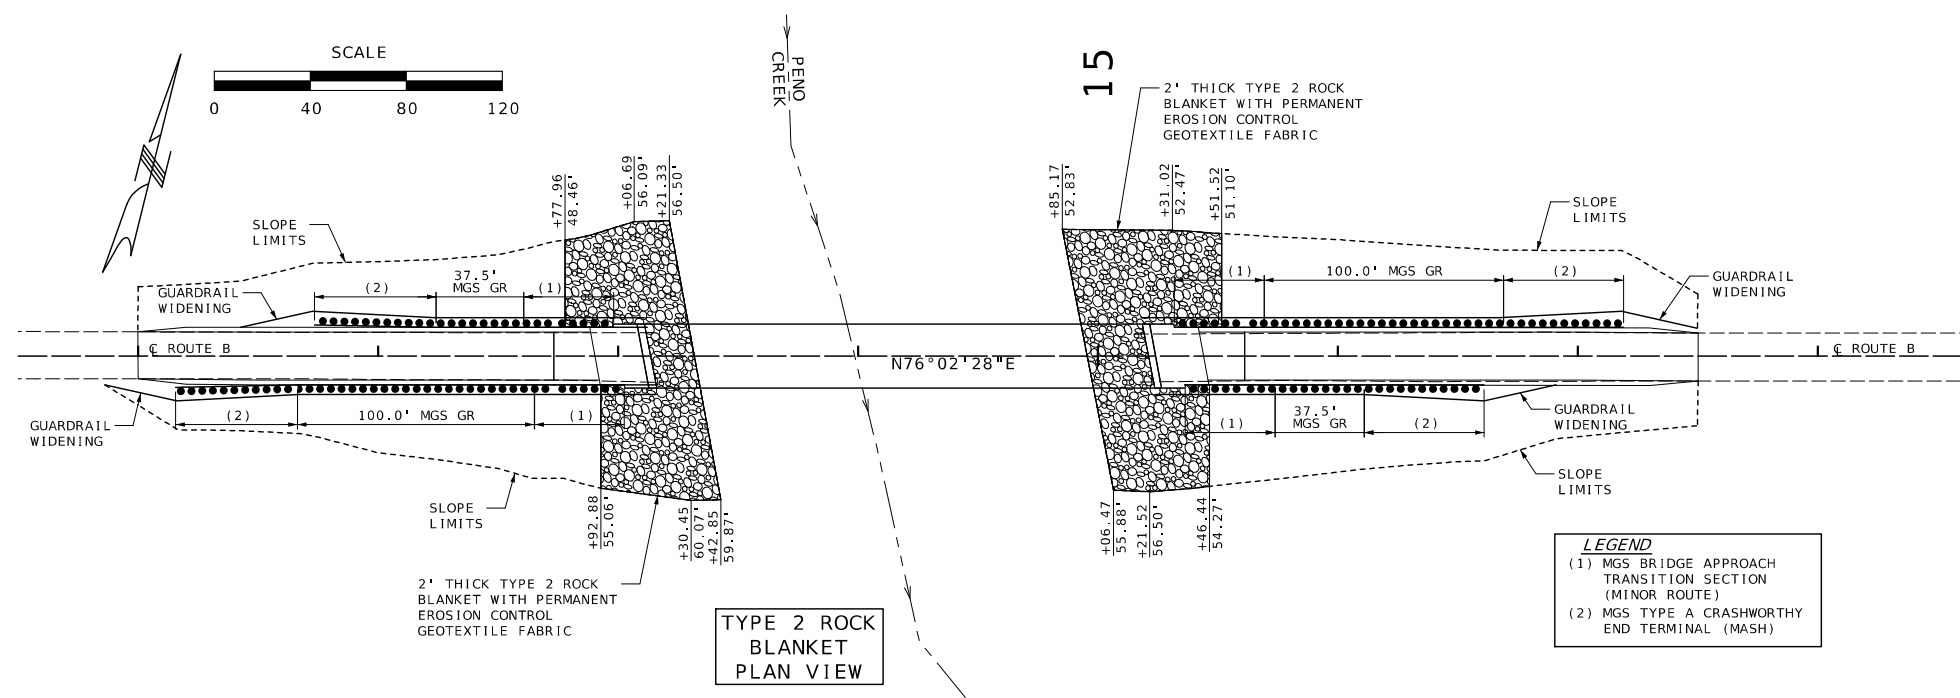 SCALE
0 40 80 120
PENO
CREEK
15
2' THICK TYPE 2 ROCK
BLANKET WITH PERMANENT
EROSION CONTROL
GEOTEXTILE FABRIC
+77.96
48.46'
+06.69
56.09'
+21.33
56.50'
+85.17
52.83'
+31.02
52.47'
+51.52
51.10'
SLOPE
LIMITS
SLOPE
LIMITS
GUARDRAIL
WIDENING
(2)
37.5'
MGS GR
(1)
(1)
100.0' MGS GR
(2)
GUARDRAIL
WIDENING
℄ ROUTE B
N76°02'28"E
℄ ROUTE B
GUARDRAIL
WIDENING
(2)
100.0' MGS GR
(1)
(1)
37.5'
MGS GR
(2)
GUARDRAIL
WIDENING
SLOPE
LIMITS
SLOPE
LIMITS
+92.88
55.06'
+30.45
60.07'
+42.85
59.87'
+06.47
55.88'
+21.52
56.50'
+46.44
54.27'
2' THICK TYPE 2 ROCK
BLANKET WITH PERMANENT
EROSION CONTROL
GEOTEXTILE FABRIC
TYPE 2 ROCK
BLANKET
PLAN VIEW
LEGEND
(1) MGS BRIDGE APPROACH
TRANSITION SECTION
(MINOR ROUTE)
(2) MGS TYPE A CRASHWORTHY
END TERMINAL (MASH)